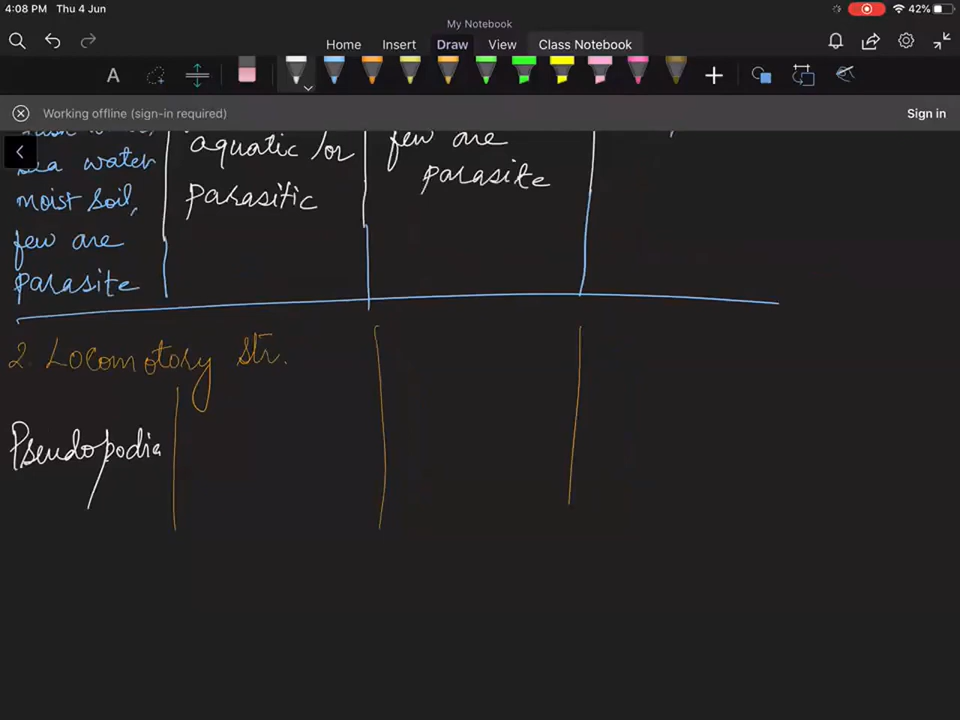 4:08 PM Thu 4 Jun
42%
My Notebook
Home Insert Draw View Class Notebook
A
Working offline (sign-in required)
Sign in
sea water
moist soil,
few are
parasite
aquatic /or
parasitic
few are
parasite
2. Locomotory Str.
Pseudopodia